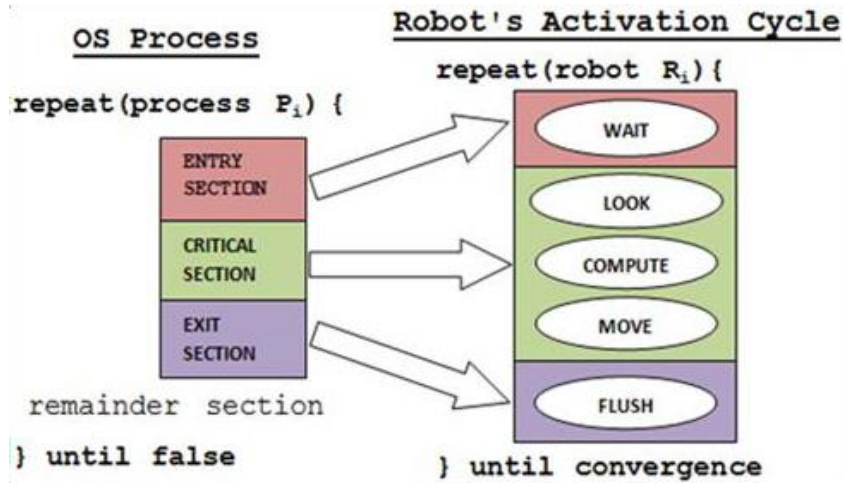 OS Process
repeat(process Pi) {
ENTRY
SECTION
CRITICAL
SECTION
EXIT
SECTION
remainder section
} until false
Robot's Activation Cycle
repeat(robot Ri){
WAIT
LOOK
COMPUTE
MOVE
FLUSH
} until convergence